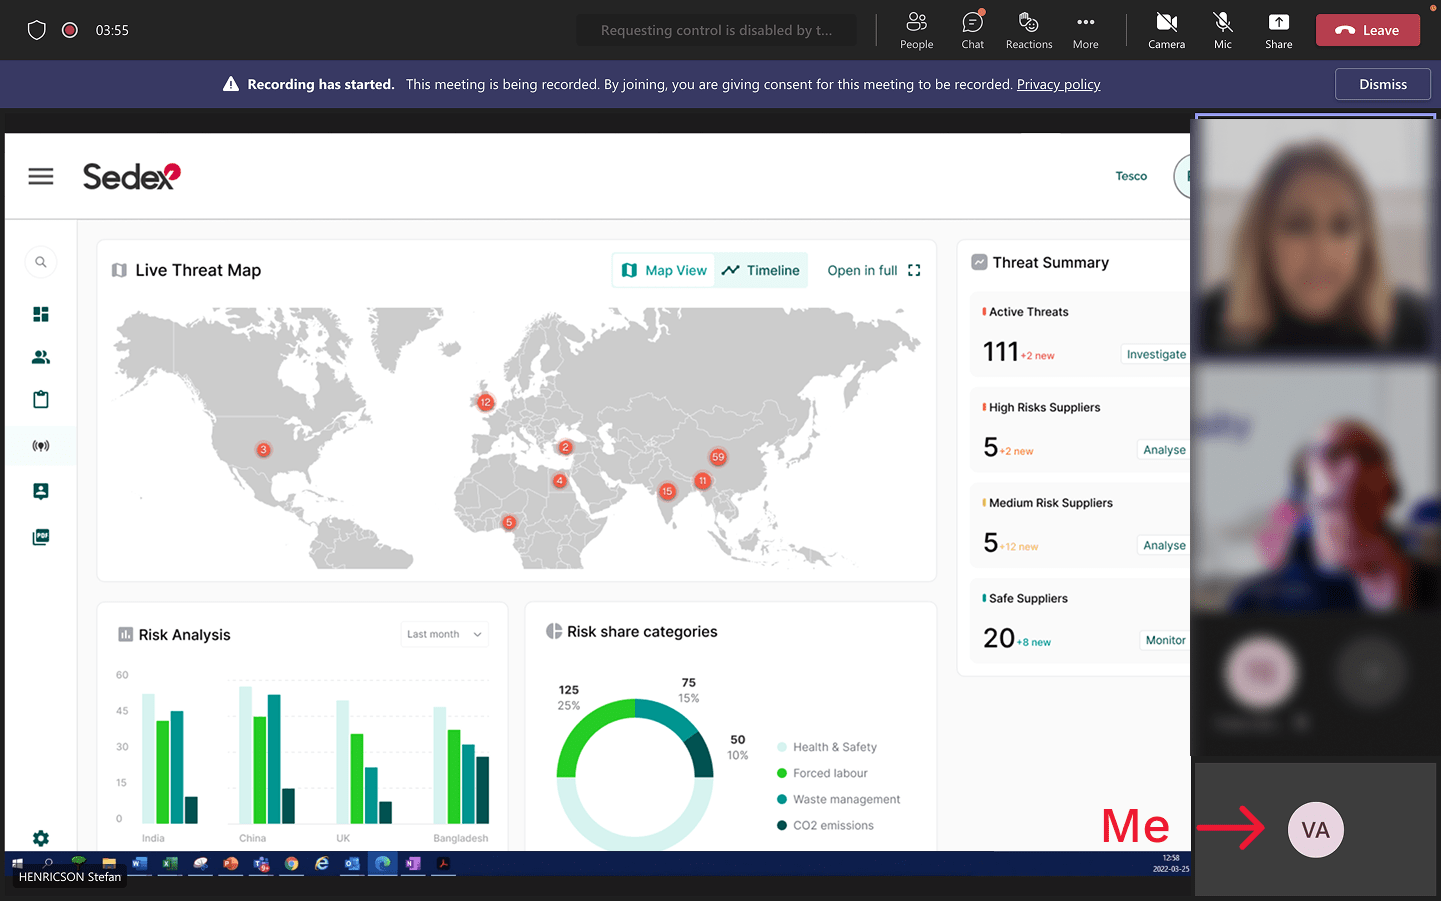 03:55
Requesting control is disabled by t...
People
Chat
Reactions
More
Camera
Mic
Share
Leave
Recording has started. This meeting is being recorded. By joining, you are giving consent for this meeting to be recorded. Privacy policy
Dismiss
Sedex
Tesco
Live Threat Map
Map View
Timeline
Open in full
12
3
2
59
4
11
15
5
Threat Summary
Active Threats
111 +2 new
Investigate
High Risks Suppliers
5 +2 new
Analyse
Medium Risk Suppliers
5 +12 new
Analyse
Safe Suppliers
20 +8 new
Monitor
Risk Analysis
Last month
60
45
30
15
0
India
China
UK
Bangladesh
Risk share categories
125
25%
75
15%
50
10%
Health & Safety
Forced labour
Waste management
CO2 emissions
PDF
Me
VA
12:58
2022-03-25
HENRICSON Stefan